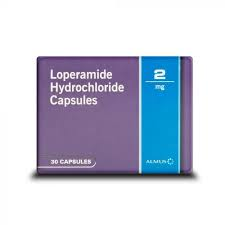 Loperamide
Hydrochloride
Capsules
2
mg
30 CAPSULES
ALMUS